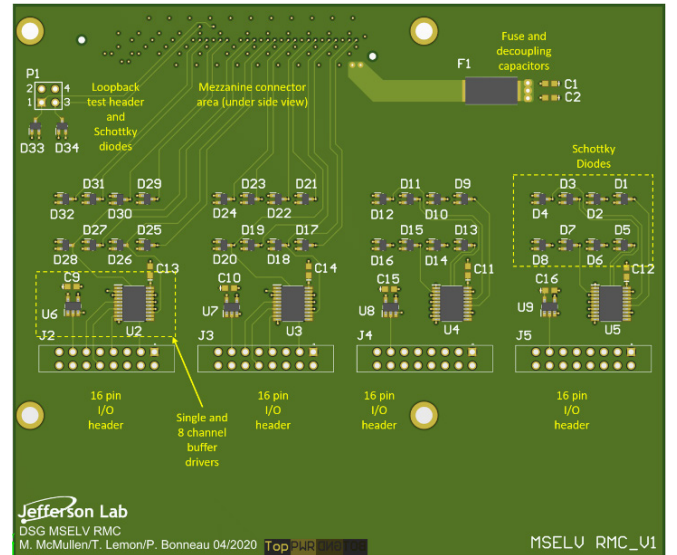 Fuse and
decoupling
capacitors
F1
C1
C2
P1
2 4
1 3
D33 D34
Loopback
test header
and
Schottky
diodes
Mezzanine connector
area (under side view)
Schottky
Diodes
D31 D29
D32 D30
D23 D21
D24 D22
D11 D9
D12 D10
D3 D1
D4 D2
D27 D25
D28 D26
D19 D17
D20 D18
D15 D13
D16 D14
D7 D5
D8 D6
C9 C13
U6 U2
C10 C14
U7 U3
C15 C11
U8 U4
C16 C12
U9 U5
J2 J3 J4 J5
16 pin
I/O
header
16 pin
I/O
header
16 pin
I/O
header
16 pin
I/O
header
Single and
8 channel
buffer
drivers
Jefferson Lab
DSG MSELV RMC
M. McMullen/T. Lemon/P. Bonneau 04/2020
Top PWR
MSELV RMC_V1